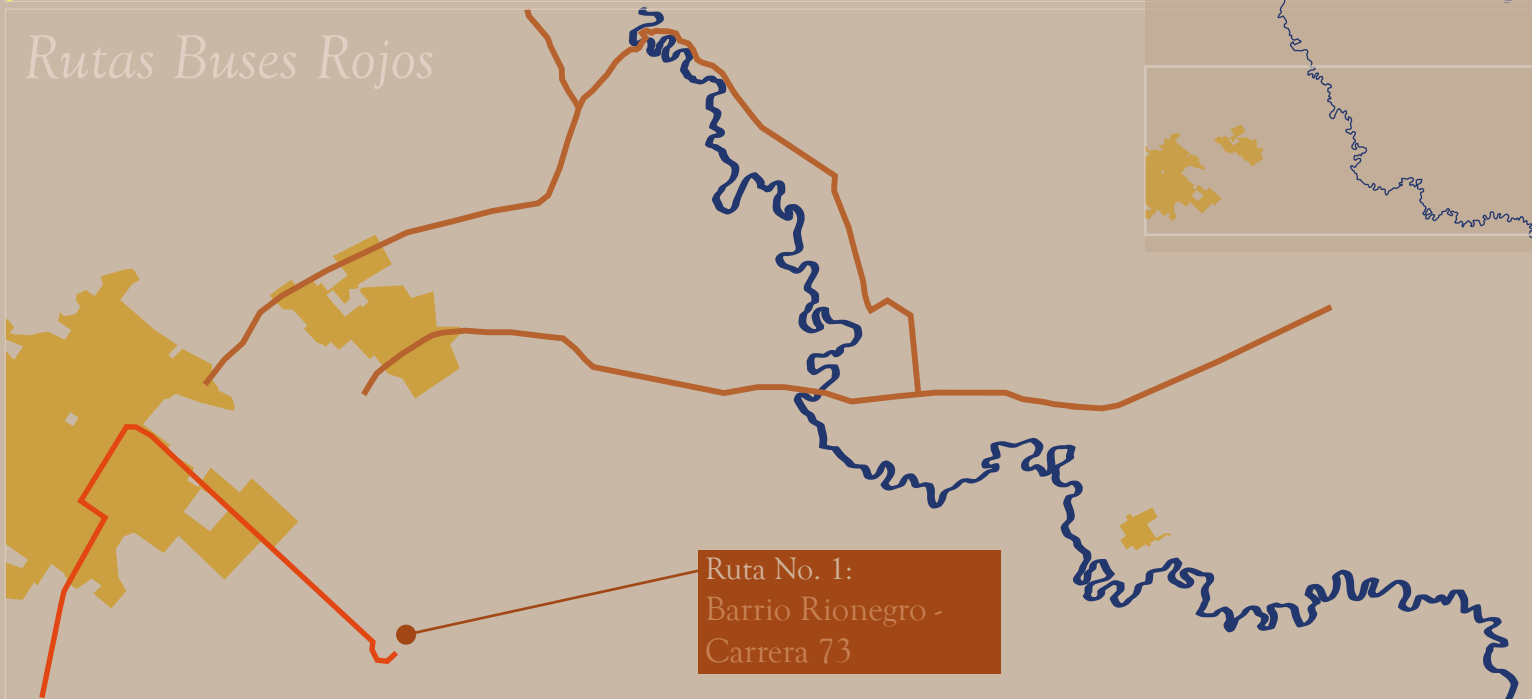 Rutas Buses Rojos
Ruta No. 1:
Barrio Rionegro -
Carrera 73